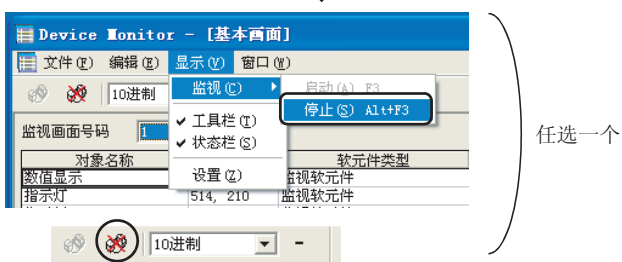 Device Monitor - [基本画面]
文件(F) 编辑(E) 显示(V) 窗口(W)
10进制 监视(C) 启动(A) F3
停止(S) Alt+F3
监视画面号码 1 工具栏(T)
状态栏(S)
任选一个
对象名称 设置(Z) 软元件类型
数值显示 监视软元件
指示灯 514, 210 监视软元件
10进制 -